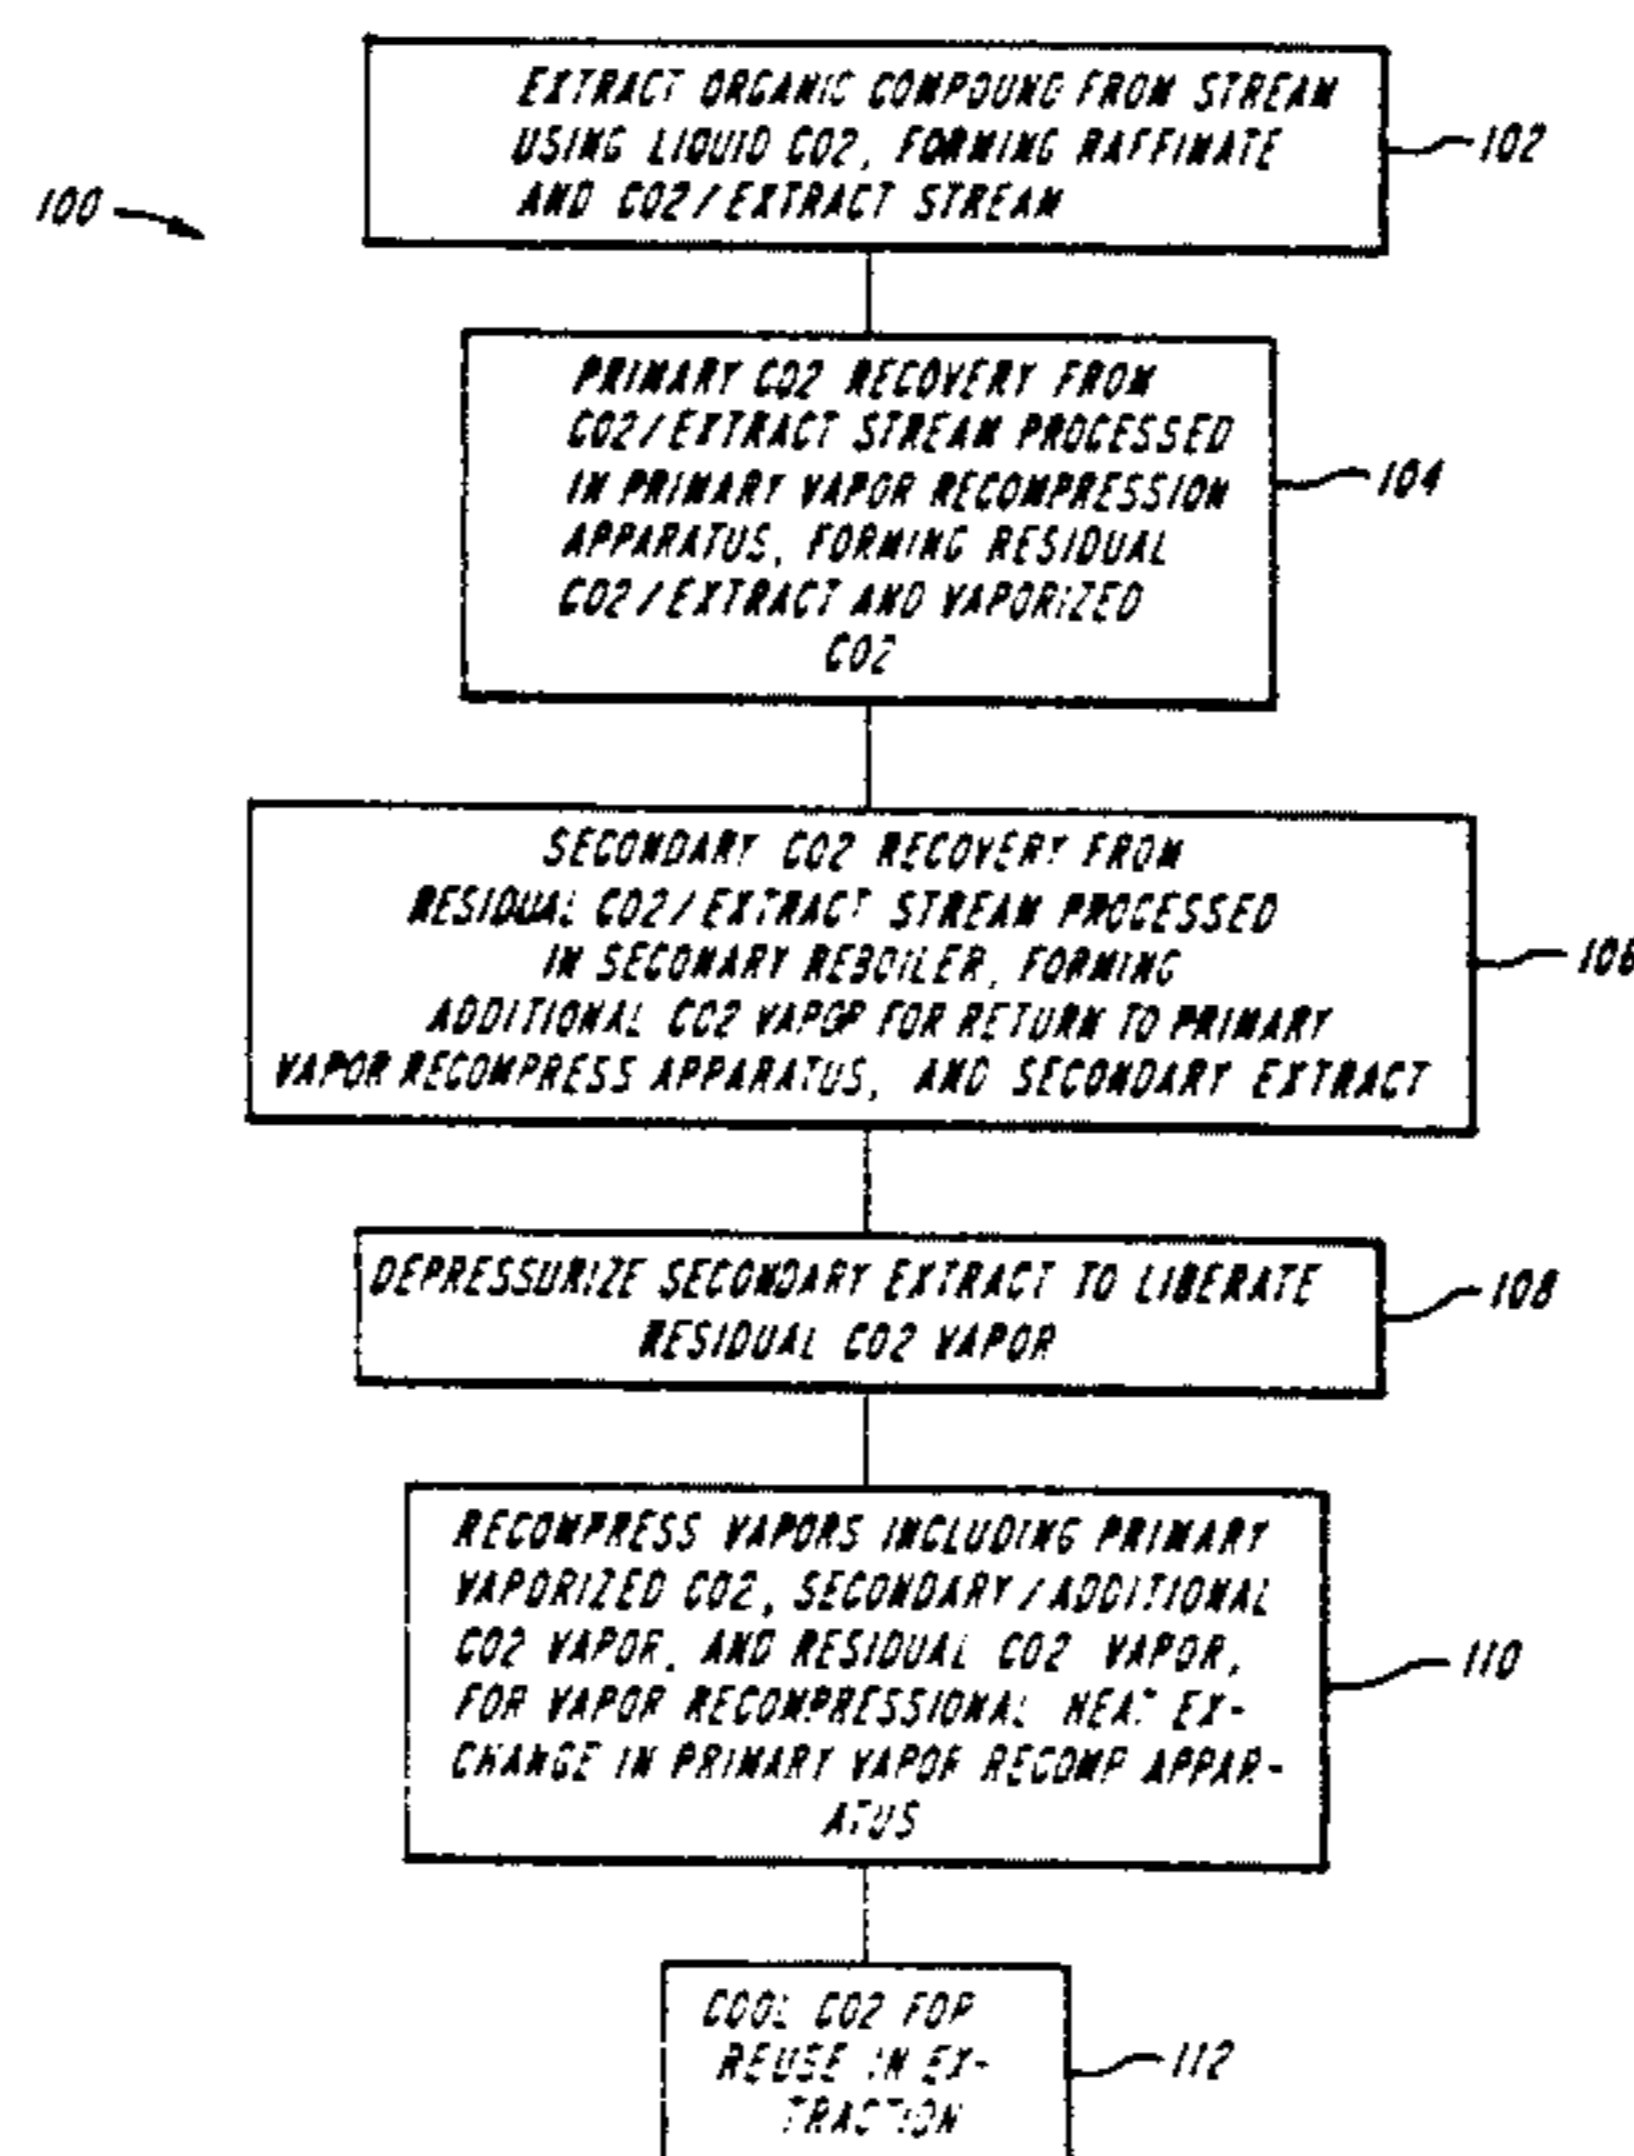 EXTRACT ORGANIC COMPOUND FROM STREAM
USING LIQUID CO2, FORMING RAFFINATE
AND CO2/EXTRACT STREAM
102
100
PRIMARY CO2 RECOVERY FROM
CO2/EXTRACT STREAM PROCESSED
IN PRIMARY VAPOR RECOMPRESSION
APPARATUS, FORMING RESIDUAL
CO2/EXTRACT AND VAPORIZED
CO2
104
SECONDARY CO2 RECOVERY FROM
RESIDUAL CO2/EXTRACT STREAM PROCESSED
IN SECONARY REBOILER, FORMING
ADDITIONAL CO2 VAPOR FOR RETURN TO PRIMARY
VAPOR RECOMPRESS APPARATUS, AND SECONDARY EXTRACT
106
DEPRESSURIZE SECONDARY EXTRACT TO LIBERATE
RESIDUAL CO2 VAPOR
108
RECOMPRESS VAPORS INCLUDING PRIMARY
VAPORIZED CO2, SECONDARY/ADDITIONAL
CO2 VAPOR, AND RESIDUAL CO2 VAPOR,
FOR VAPOR RECOMPRESSIONAL HEAT EX-
CHANGE IN PRIMARY VAPOR RECOMP APPAR-
ATUS
110
COOL CO2 FOR
REUSE IN EX-
TRACTION
112